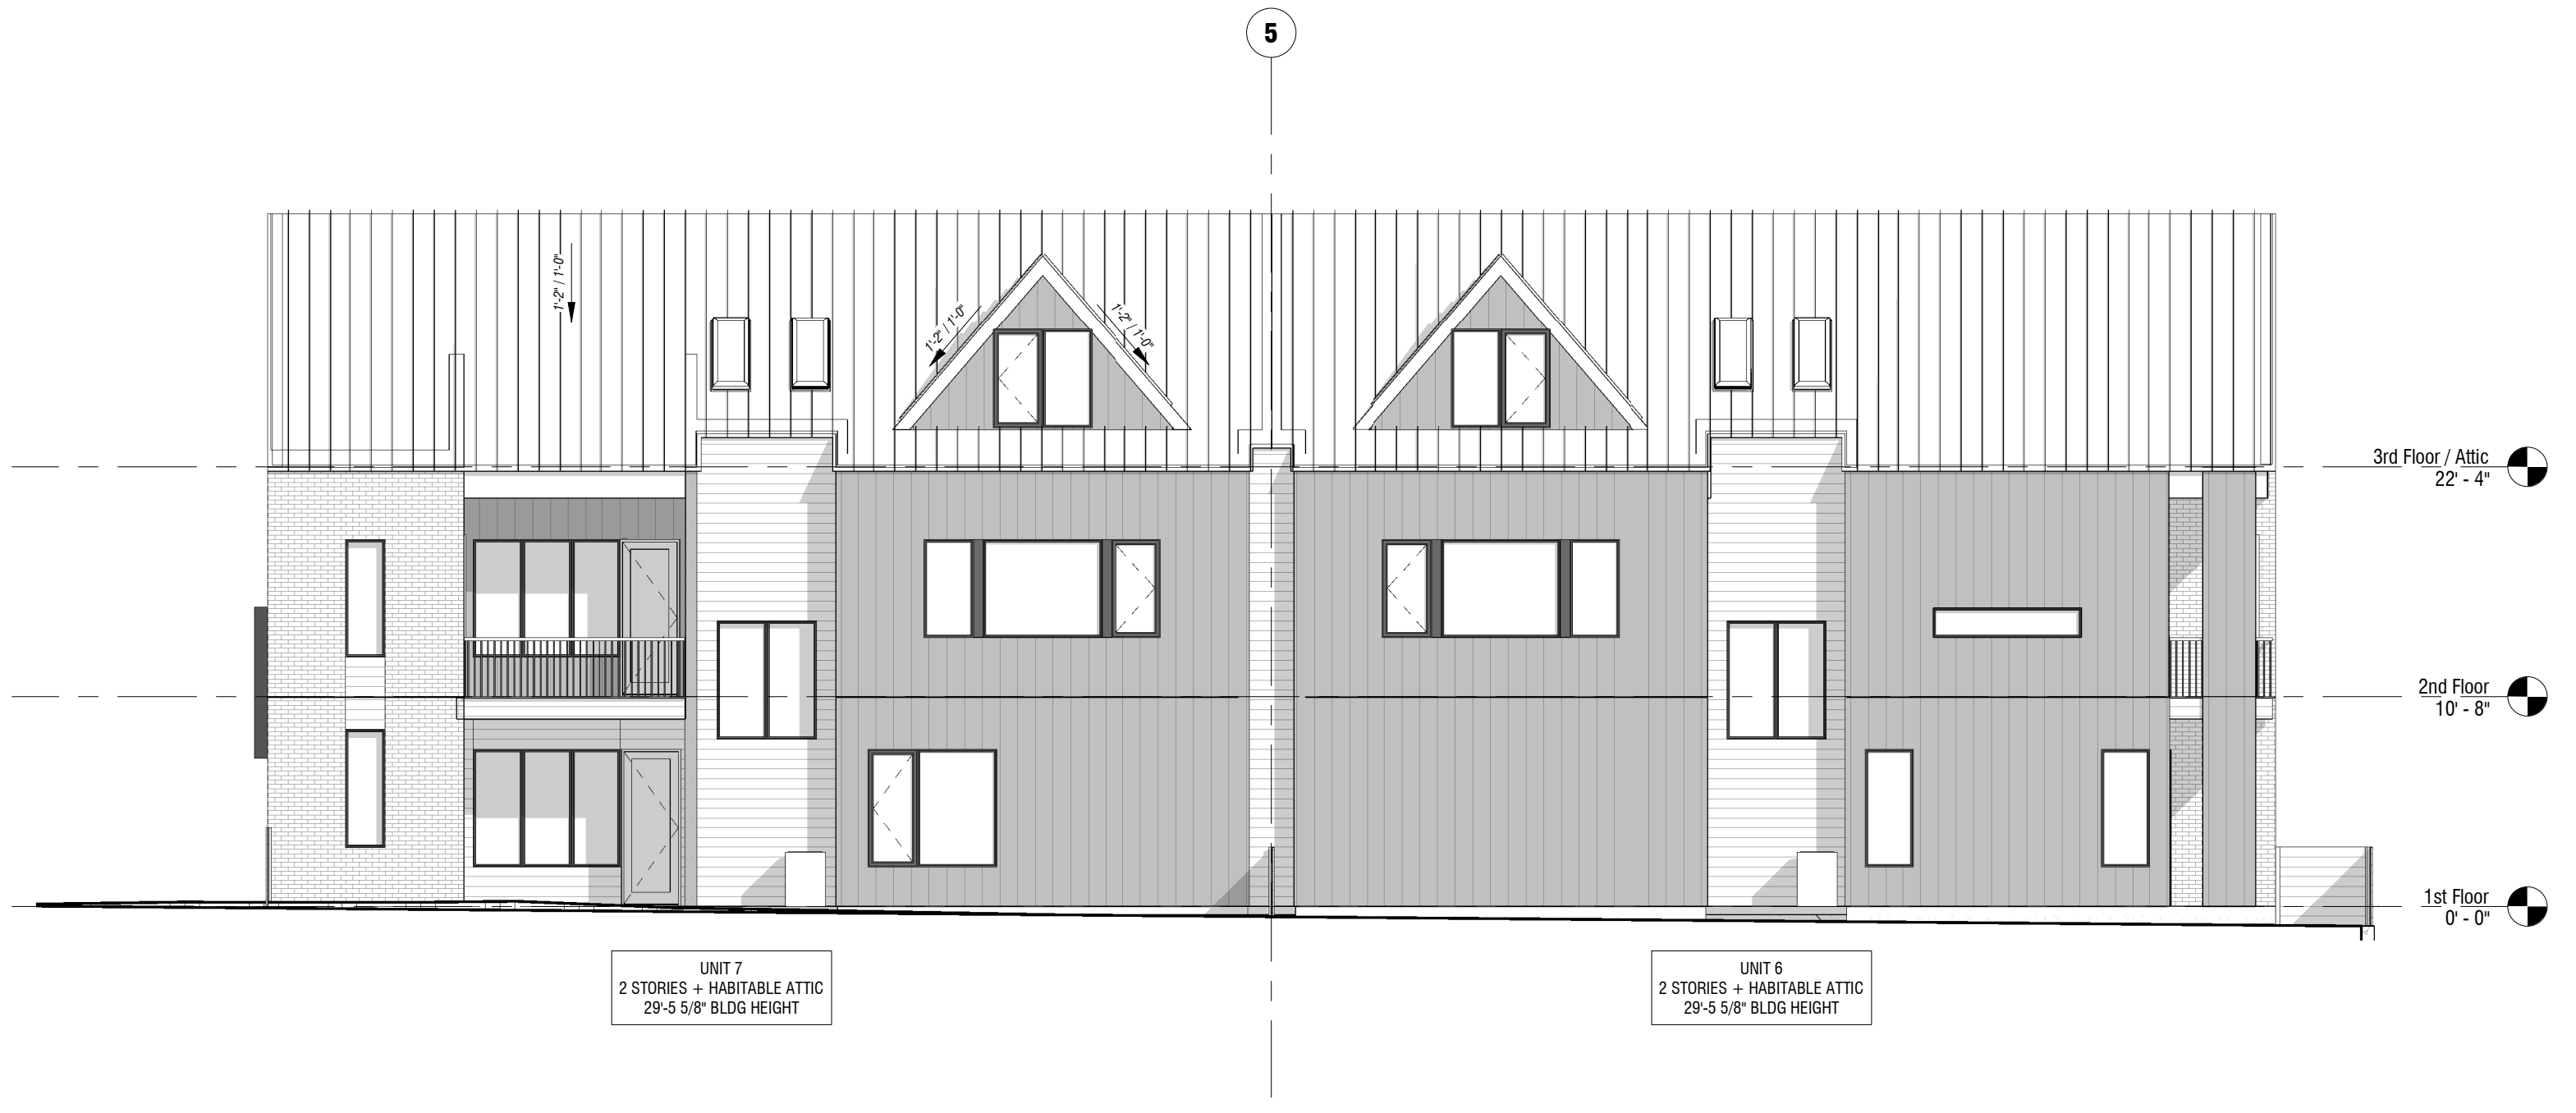 5
1'-2" / 1'-0"
1'-2" / 1'-0"
1'-2" / 1'-0"
3rd Floor / Attic
22' - 4"
2nd Floor
10' - 8"
1st Floor
0' - 0"
UNIT 7
2 STORIES + HABITABLE ATTIC
29'-5 5/8" BLDG HEIGHT
UNIT 6
2 STORIES + HABITABLE ATTIC
29'-5 5/8" BLDG HEIGHT